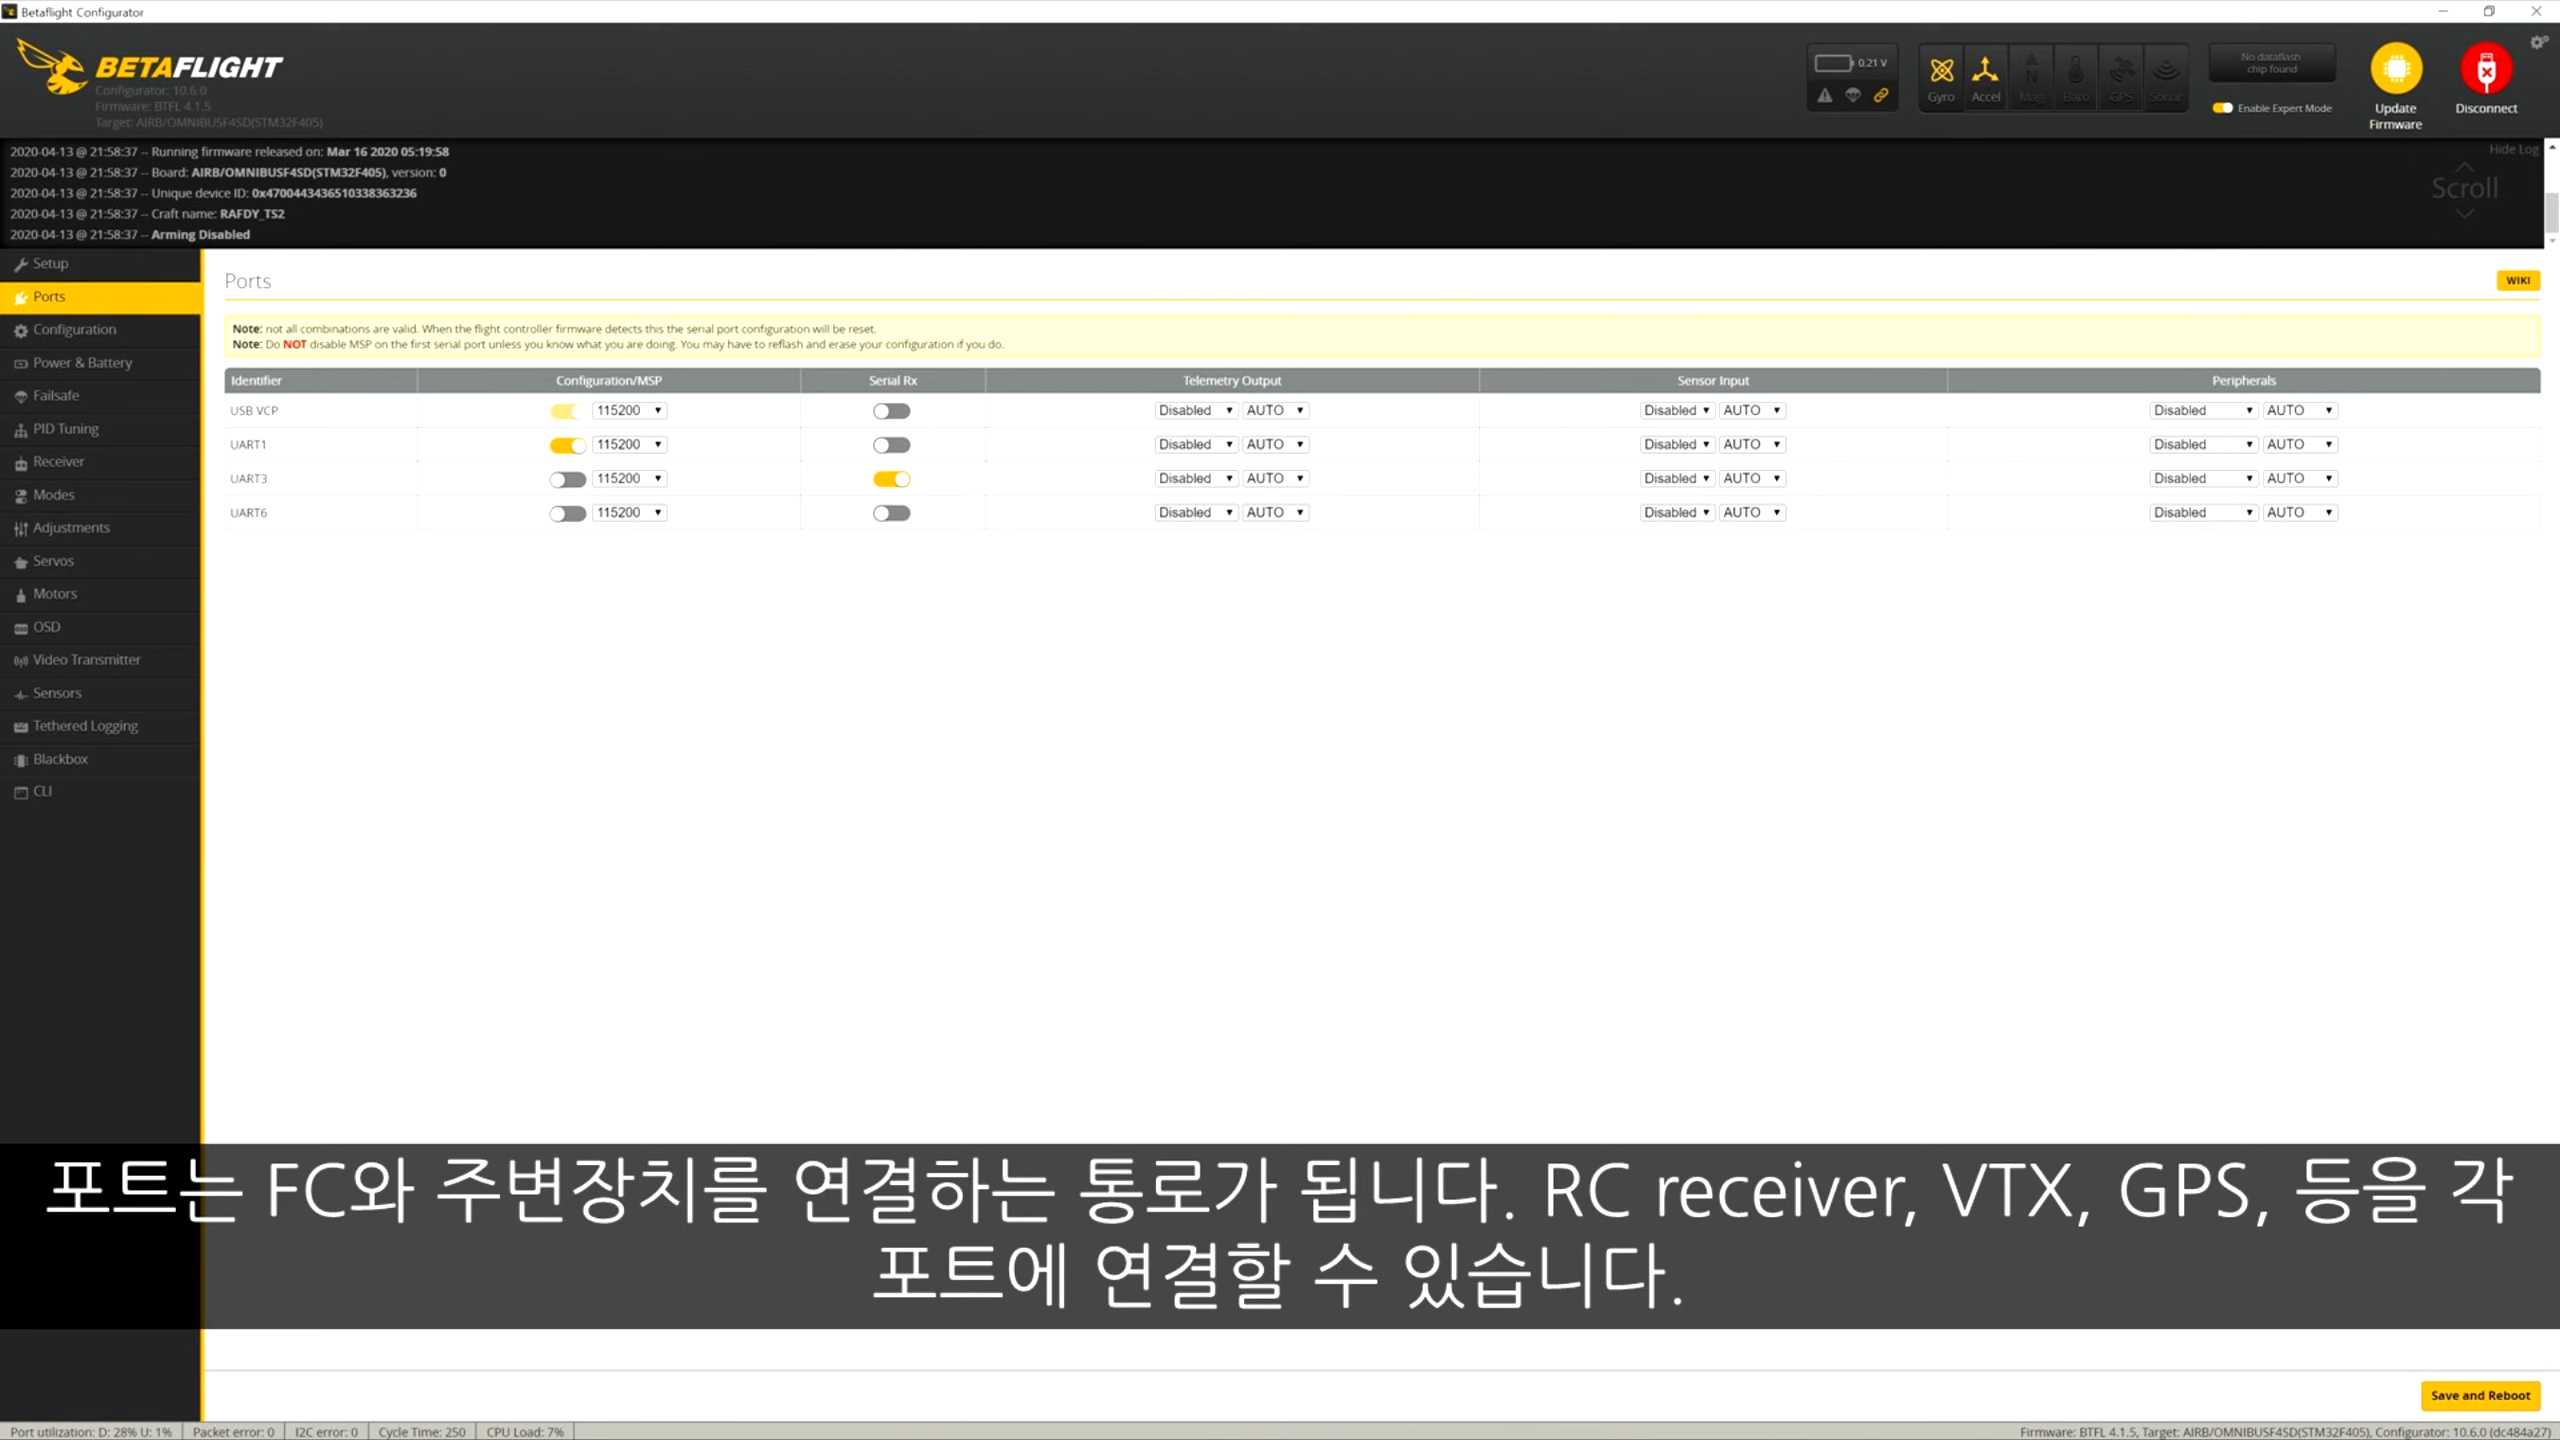 Betaflight Configurator
BETAFLIGHT
Configurator: 10.6.0
Firmware: BTFL 4.1.5
Target: AIRB/OMNIBUSF4SD(STM32F405)
0.21 V
Gyro Accel Mag Baro GPS Sonar
No dataflash
chip found
Enable Expert Mode
Update
Firmware
Disconnect
2020-04-13 @ 21:58:37 -- Running firmware released on: Mar 16 2020 05:19:58
2020-04-13 @ 21:58:37 -- Board: AIRB/OMNIBUSF4SD(STM32F405), version: 0
2020-04-13 @ 21:58:37 -- Unique device ID: 0x4700443436510338363236
2020-04-13 @ 21:58:37 -- Craft name: RAFDY_TS2
2020-04-13 @ 21:58:37 -- Arming Disabled
Hide Log
Scroll
Setup
Ports
Configuration
Power & Battery
Failsafe
PID Tuning
Receiver
Modes
Adjustments
Servos
Motors
OSD
Video Transmitter
Sensors
Tethered Logging
Blackbox
CLI
Ports
WIKI
Note: not all combinations are valid. When the flight controller firmware detects this the serial port configuration will be reset.
Note: Do NOT disable MSP on the first serial port unless you know what you are doing. You may have to reflash and erase your configuration if you do.
Identifier Configuration/MSP Serial Rx Telemetry Output Sensor Input Peripherals
USB VCP 115200 Disabled AUTO Disabled AUTO Disabled AUTO
UART1 115200 Disabled AUTO Disabled AUTO Disabled AUTO
UART3 115200 Disabled AUTO Disabled AUTO Disabled AUTO
UART6 115200 Disabled AUTO Disabled AUTO Disabled AUTO
포트는 FC와 주변장치를 연결하는 통로가 됩니다. RC receiver, VTX, GPS, 등을 각
포트에 연결할 수 있습니다.
Save and Reboot
Port utilization: D: 28% U: 1% Packet error: 0 I2C error: 0 Cycle Time: 250 CPU Load: 7%
Firmware: BTFL 4.1.5, Target: AIRB/OMNIBUSF4SD(STM32F405), Configurator: 10.6.0 (dc484a27)